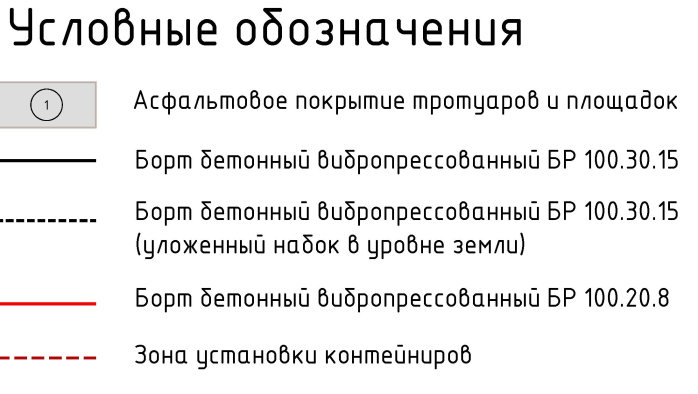 Условные обозначения
1
Асфальтовое покрытие тротуаров и площадок
Борт бетонный вибропрессованный БР 100.30.15
Борт бетонный вибропрессованный БР 100.30.15
(уложенный набок в уровне земли)
Борт бетонный вибропрессованный БР 100.20.8
Зона установки контейниров